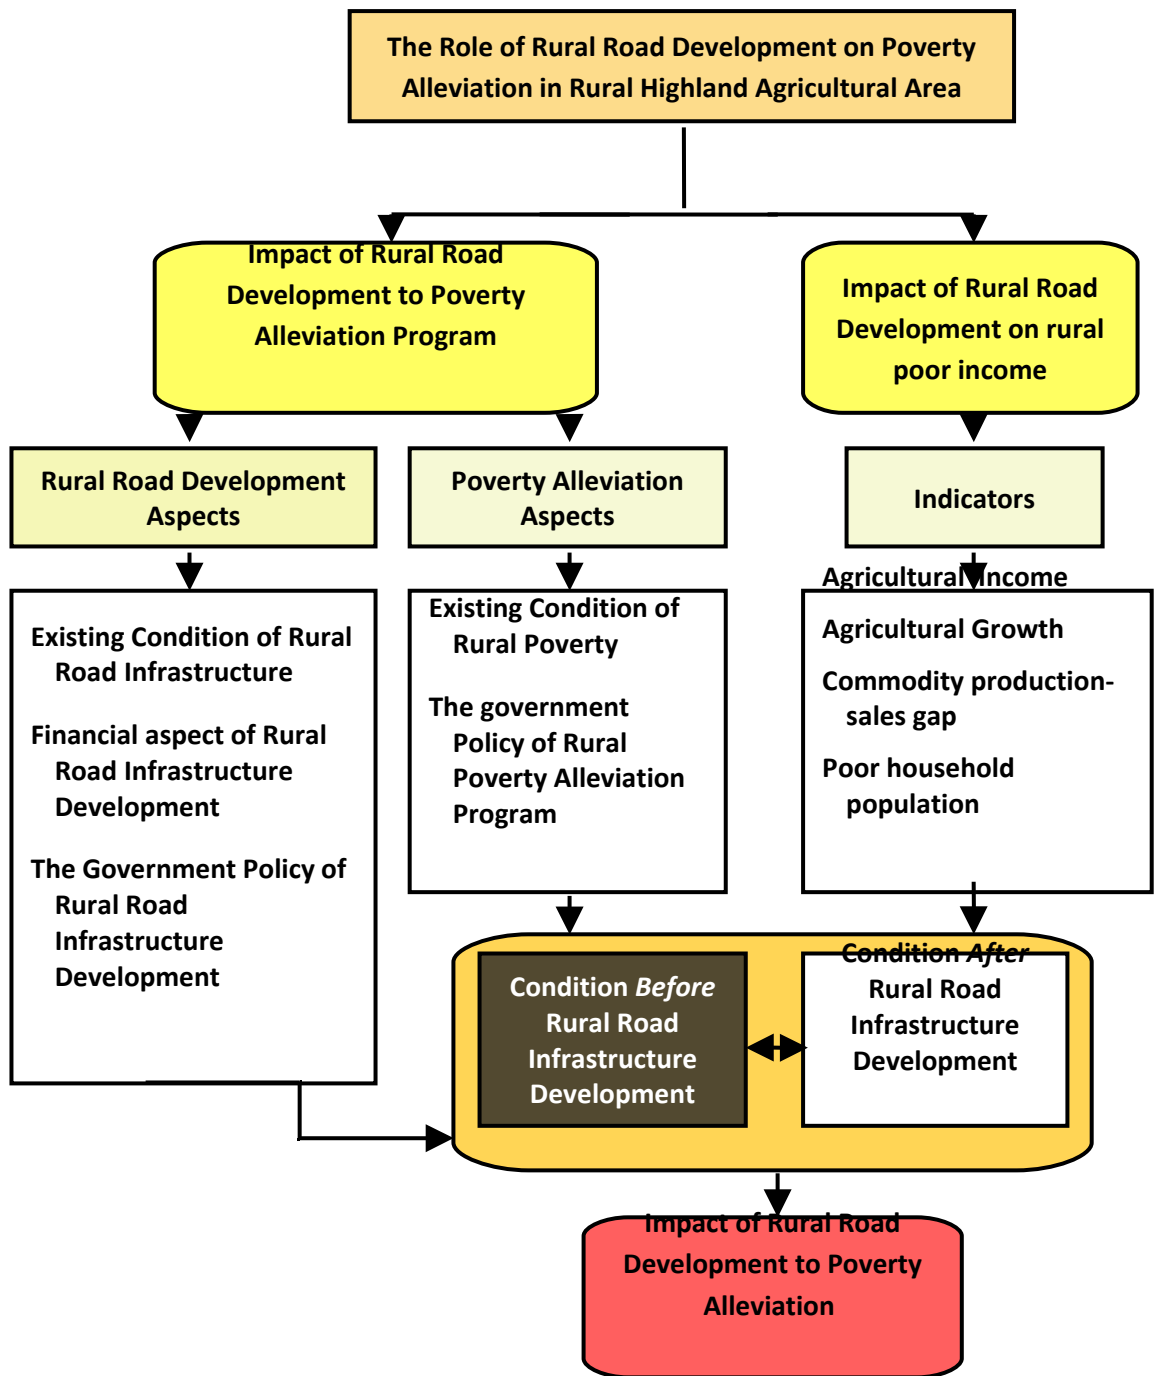 The Role of Rural Road Development on Poverty
Alleviation in Rural Highland Agricultural Area
Impact of Rural Road
Development to Poverty
Alleviation Program
Impact of Rural Road
Development on rural
poor income
Rural Road Development
Aspects
Poverty Alleviation
Aspects
Indicators
Existing Condition of Rural
Road Infrastructure
Financial aspect of Rural
Road Infrastructure
Development
The Government Policy of
Rural Road
Infrastructure
Development
Existing Condition of
Rural Poverty
The government
Policy of Rural
Poverty Alleviation
Program
Agricultural Income
Agricultural Growth
Commodity production-
sales gap
Poor household
population
Condition Before
Rural Road
Infrastructure
Development
Condition After
Rural Road
Infrastructure
Development
Impact of Rural Road
Development to Poverty
Alleviation